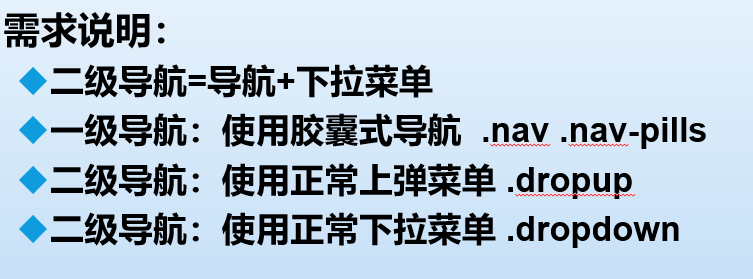 需求说明：
二级导航=导航+下拉菜单
一级导航：使用胶囊式导航 .nav .nav-pills
二级导航：使用正常上弹菜单 .dropup
二级导航：使用正常下拉菜单 .dropdown